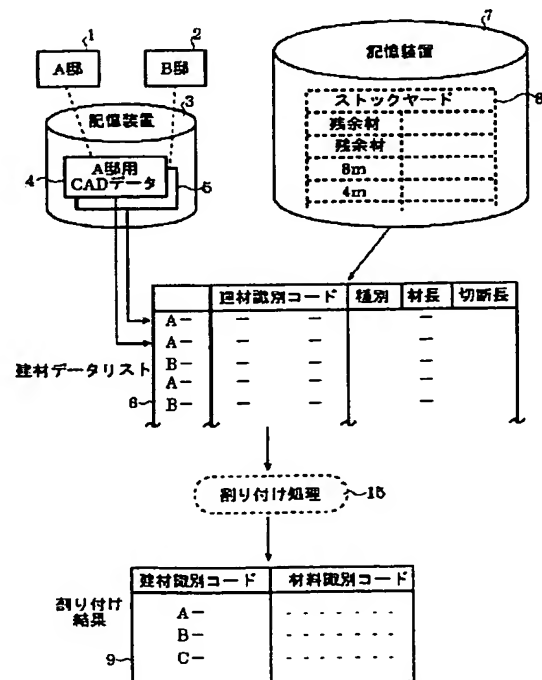 1
2
7
A邸
B邸
3
記憶装置
記憶装置
ストックヤード
8
残余材
残余材
8m
4m
4
A邸用
CADデータ
5
建材識別コード 種別 材長 切断長
A— — — —
A— — — —
建材データリスト
B— — — —
A— — — —
6
B— — — —
割り付け処理
15
建材識別コード 材料識別コード
割り付け
結果
A— - - - - - - -
B— - - - - - - -
9
C— - - - - - - -